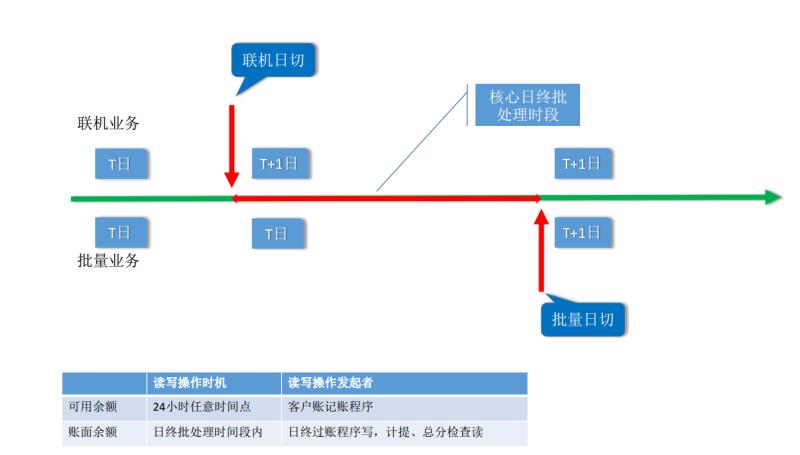 联机日切
核心日终批
处理时段
联机业务
T日
T+1日
T+1日
T日
T日
T+1日
批量业务
批量日切
读写操作时机 读写操作发起者
可用余额 24小时任意时间点 客户账记账程序
账面余额 日终批处理时间段内 日终过账程序写，计提、总分检查读